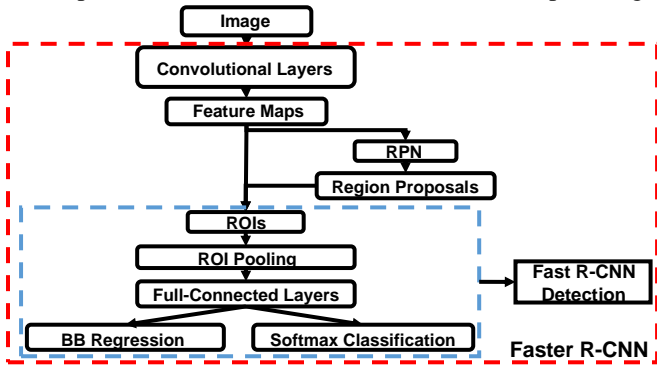 Image
Convolutional Layers
Feature Maps
RPN
Region Proposals
ROIs
ROI Pooling
Full-Connected Layers
BB Regression
Softmax Classification
Fast R-CNN
Detection
Faster R-CNN